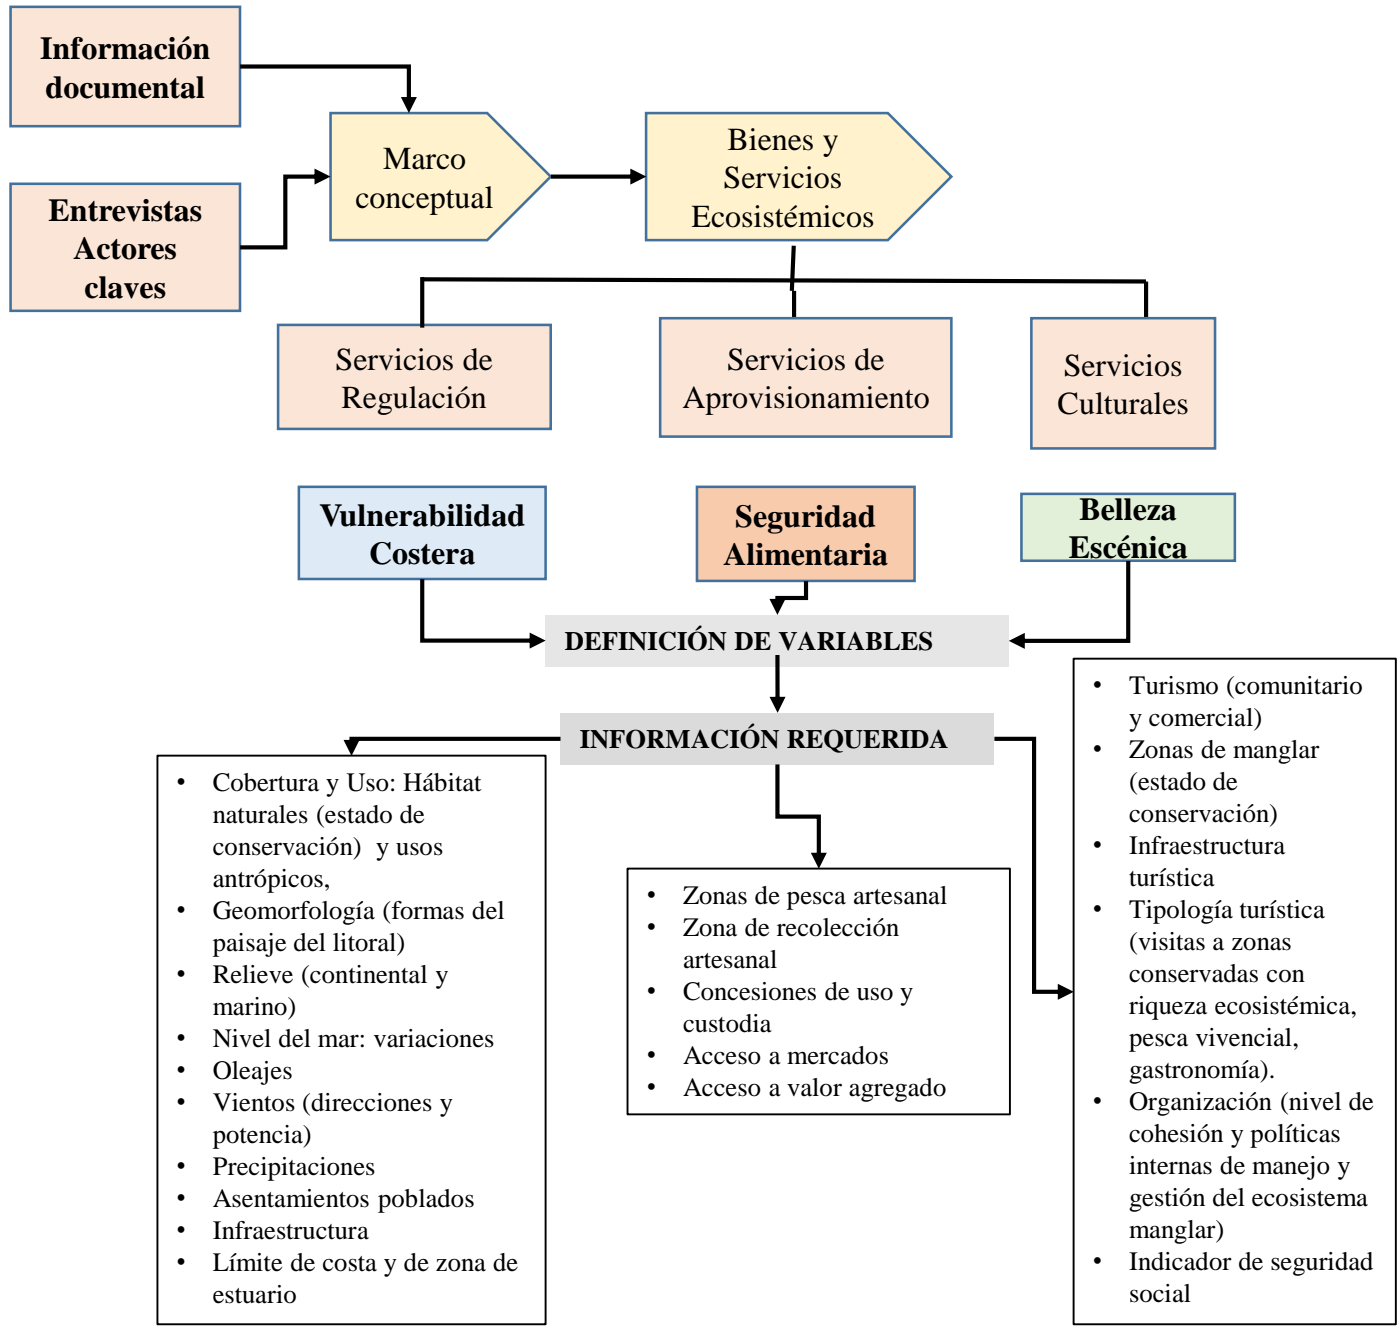 Información
documental
Entrevistas
Actores
claves
Marco
conceptual
Bienes y
Servicios
Ecosistémicos
Servicios de
Regulación
Servicios de
Aprovisionamiento
Servicios
Culturales
Vulnerabilidad
Costera
Seguridad
Alimentaria
Belleza
Escénica
DEFINICIÓN DE VARIABLES
INFORMACIÓN REQUERIDA
• Cobertura y Uso: Hábitat
naturales (estado de
conservación) y usos
antrópicos,
• Geomorfología (formas del
paisaje del litoral)
• Relieve (continental y
marino)
• Nivel del mar: variaciones
• Oleajes
• Vientos (direcciones y
potencia)
• Precipitaciones
• Asentamientos poblados
• Infraestructura
• Límite de costa y de zona de
estuario
• Zonas de pesca artesanal
• Zona de recolección
artesanal
• Concesiones de uso y
custodia
• Acceso a mercados
• Acceso a valor agregado
• Turismo (comunitario
y comercial)
• Zonas de manglar
(estado de
conservación)
• Infraestructura
turística
• Tipología turística
(visitas a zonas
conservadas con
riqueza ecosistémica,
pesca vivencial,
gastronomía).
• Organización (nivel de
cohesión y políticas
internas de manejo y
gestión del ecosistema
manglar)
• Indicador de seguridad
social